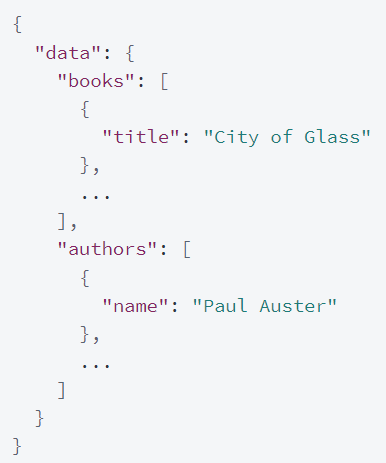 {
  "data": {
    "books": [
      {
        "title": "City of Glass"
      },
      ...
    ],
    "authors": [
      {
        "name": "Paul Auster"
      },
      ...
    ]
  }
}